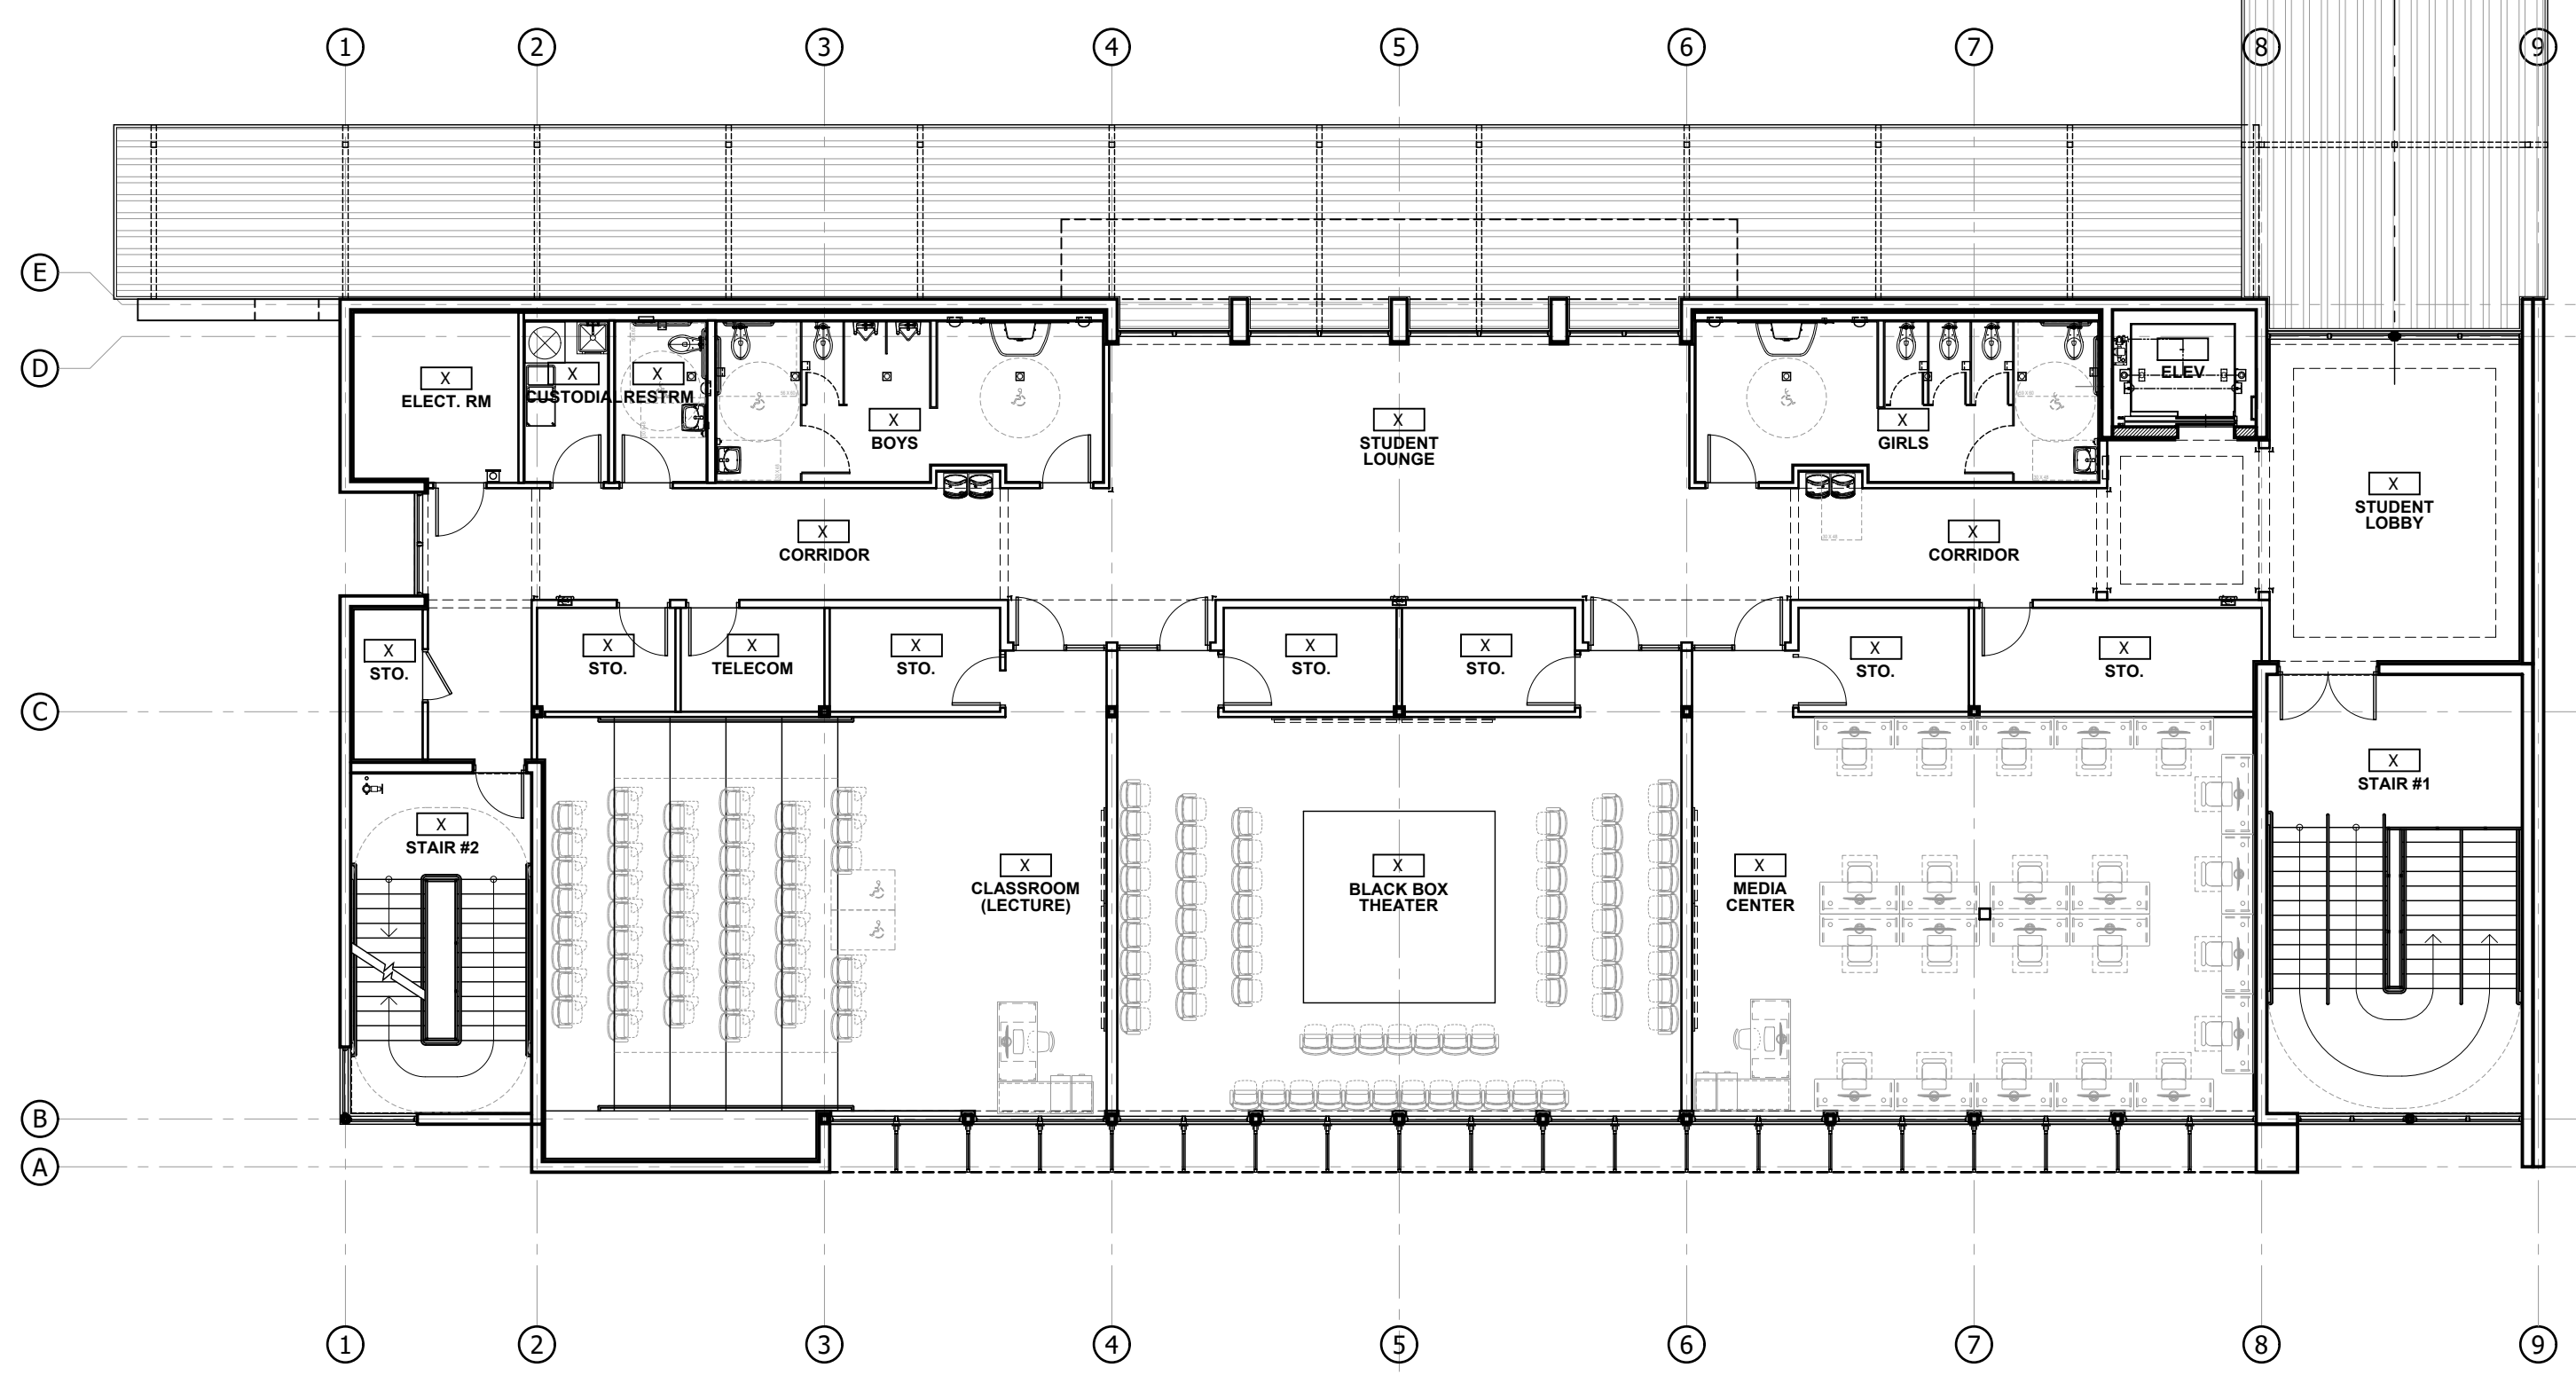 1 2 3 4 5 6 7 8 9
E
D
X X X X X X X
ELEV
ELECT. RM CUSTODIAL RESTRM
BOYS
STUDENT
LOUNGE
GIRLS
X
STUDENT
LOBBY
X
CORRIDOR
X
CORRIDOR
X
STO.
X
STO.
X
TELECOM
X
STO.
X
STO.
X
STO.
X
STO.
X
STO.
C
X
STAIR #1
X
STAIR #2
X
CLASSROOM
(LECTURE)
X
BLACK BOX
THEATER
X
MEDIA
CENTER
B
A
1 2 3 4 5 6 7 8 9